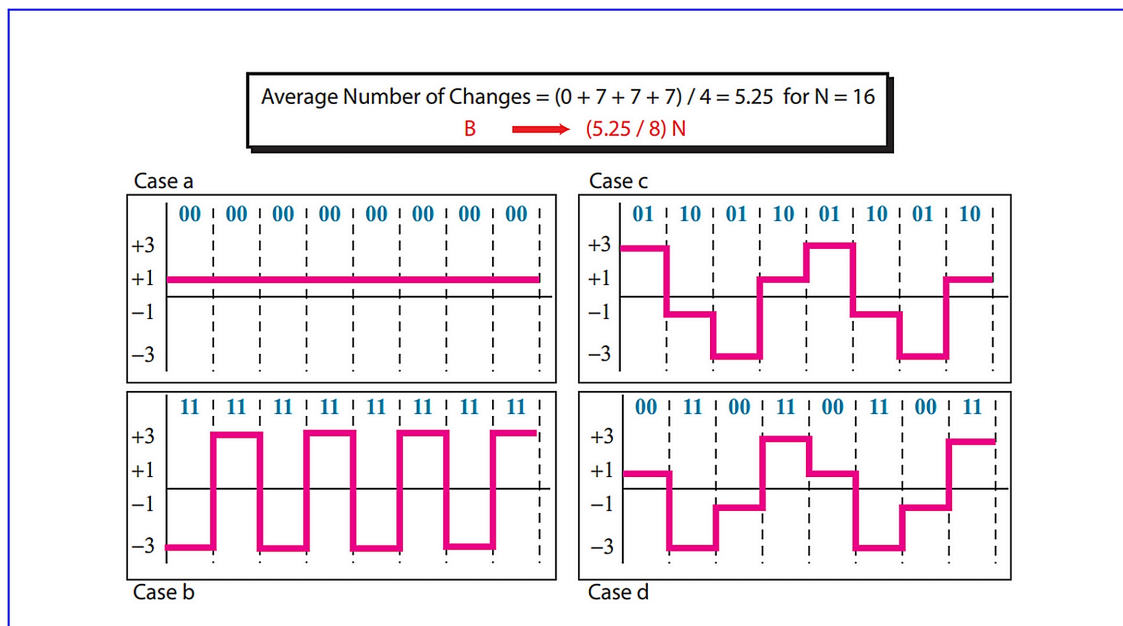 Average Number of Changes = (0 + 7 + 7 + 7) / 4 = 5.25 for N = 16
B (5.25 / 8) N
Case a
00 00 00 00 00 00 00 00
+3
+1
−1
−3
Case c
01 10 01 10 01 10 01 10
+3
+1
−1
−3
11 11 11 11 11 11 11 11
+3
+1
−1
−3
Case b
00 11 00 11 00 11 00 11
+3
+1
−1
−3
Case d